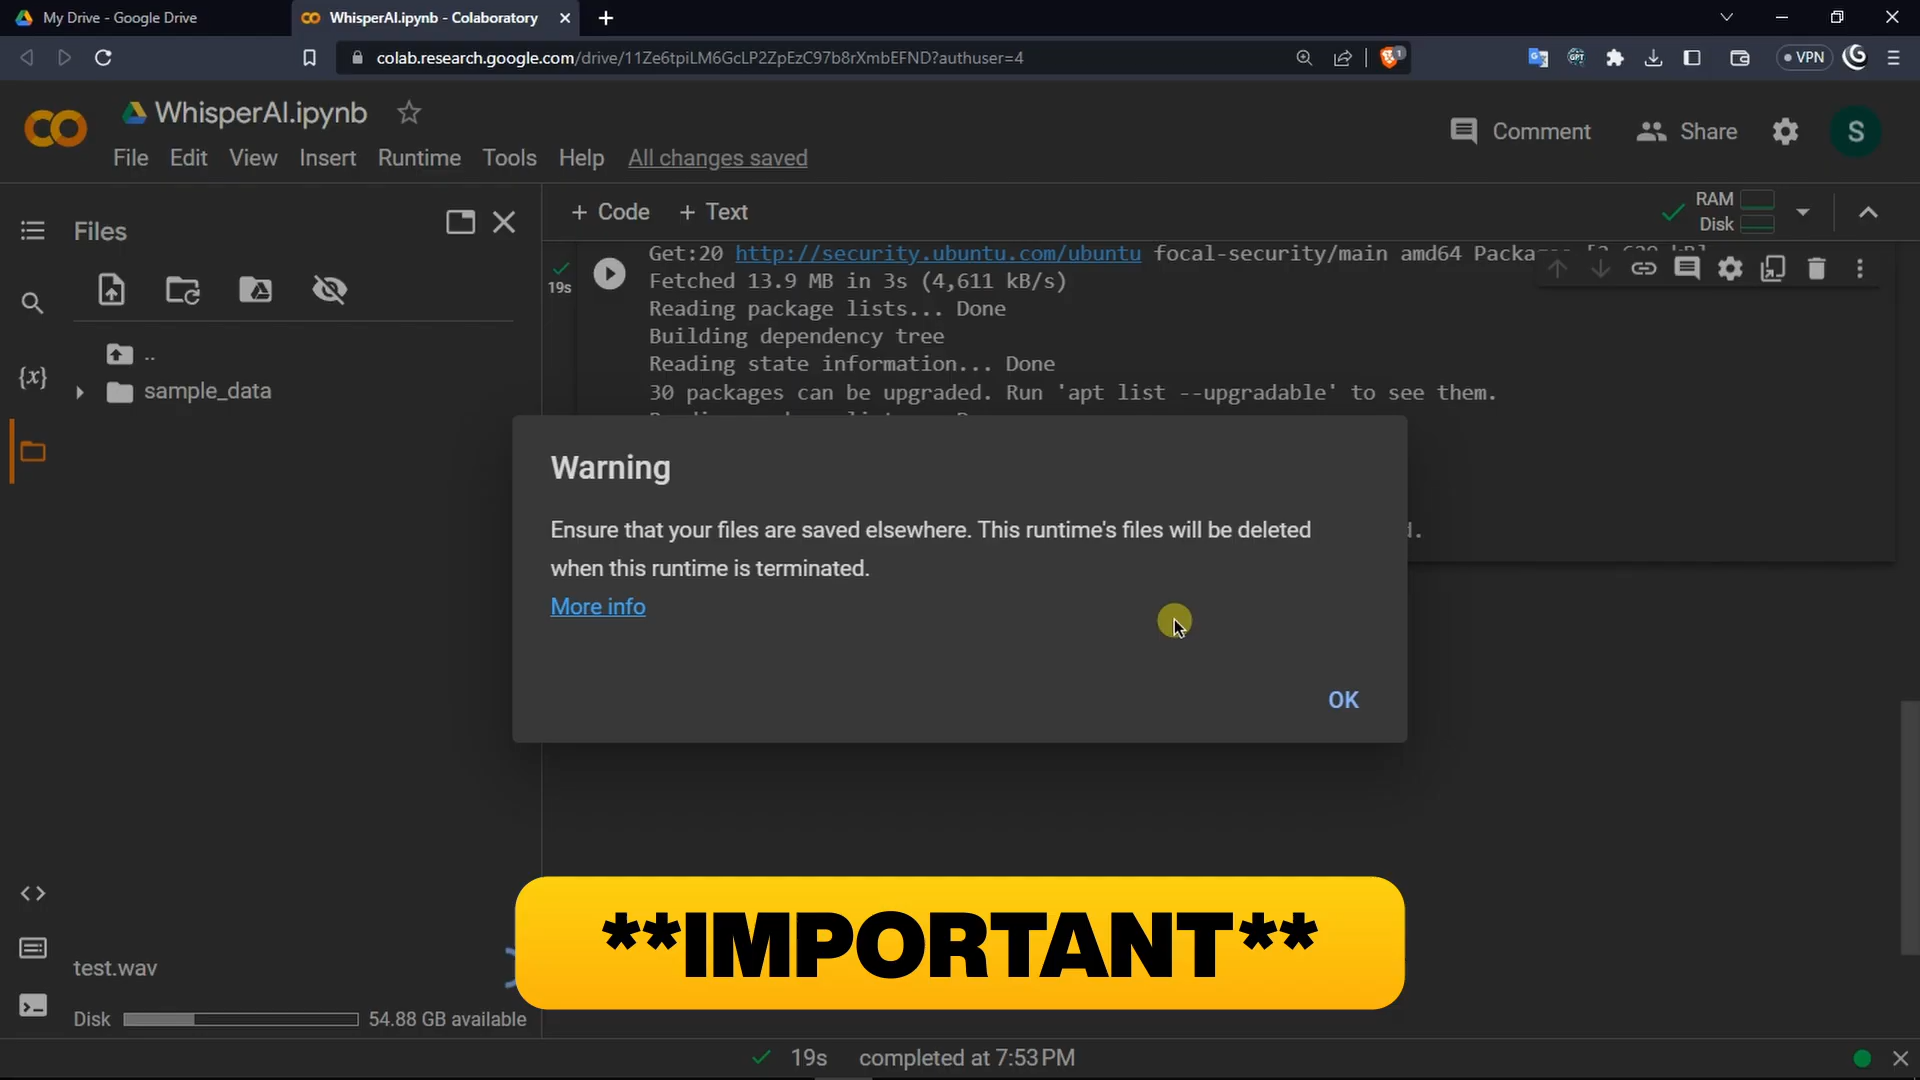 My Drive - Google Drive
WhisperAI.ipynb - Colaboratory
colab.research.google.com/drive/11Ze6tpiLM6GcLP2ZpEzC97b8rXmbEFND?authuser=4
1
VPN
WhisperAI.ipynb
Comment
Share
S
File Edit View Insert Runtime Tools Help All changes saved
Files
+ Code + Text
RAM
Disk
{x}
..
sample_data
19s
Get:20 http://security.ubuntu.com/ubuntu focal-security/main amd64
Fetched 13.9 MB in 3s (4,611 kB/s)
Reading package lists... Done
Building dependency tree
Reading state information... Done
30 packages can be upgraded. Run 'apt list --upgradable' to see them.
Warning
Ensure that your files are saved elsewhere. This runtime's files will be deleted
when this runtime is terminated.
More info
OK
**IMPORTANT**
test.wav
Disk 54.88 GB available
19s completed at 7:53 PM